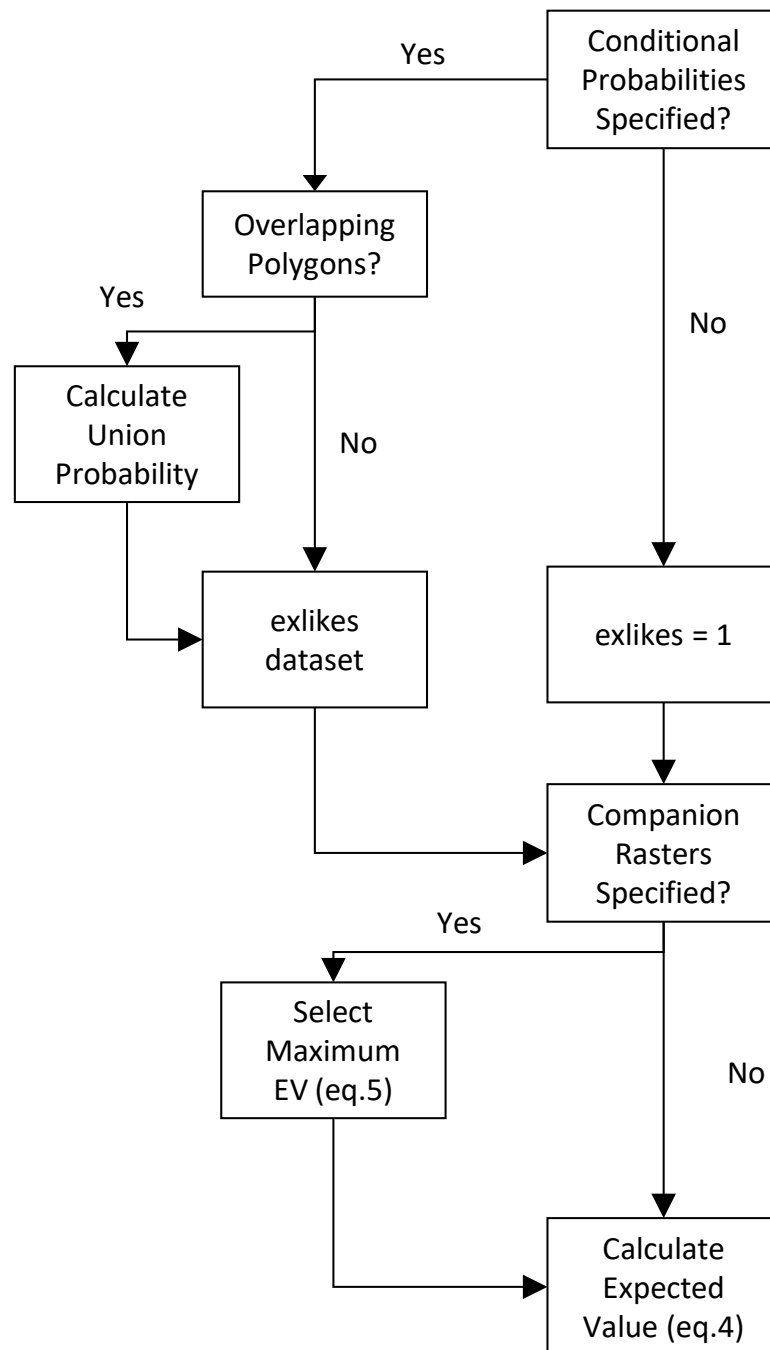 Conditional
Probabilities
Specified?
Yes
Overlapping
Polygons?
Yes
No
Calculate
Union
Probability
No
exlikes
dataset
exlikes = 1
Companion
Rasters
Specified?
Yes
Select
Maximum
EV (eq.5)
No
Calculate
Expected
Value (eq.4)